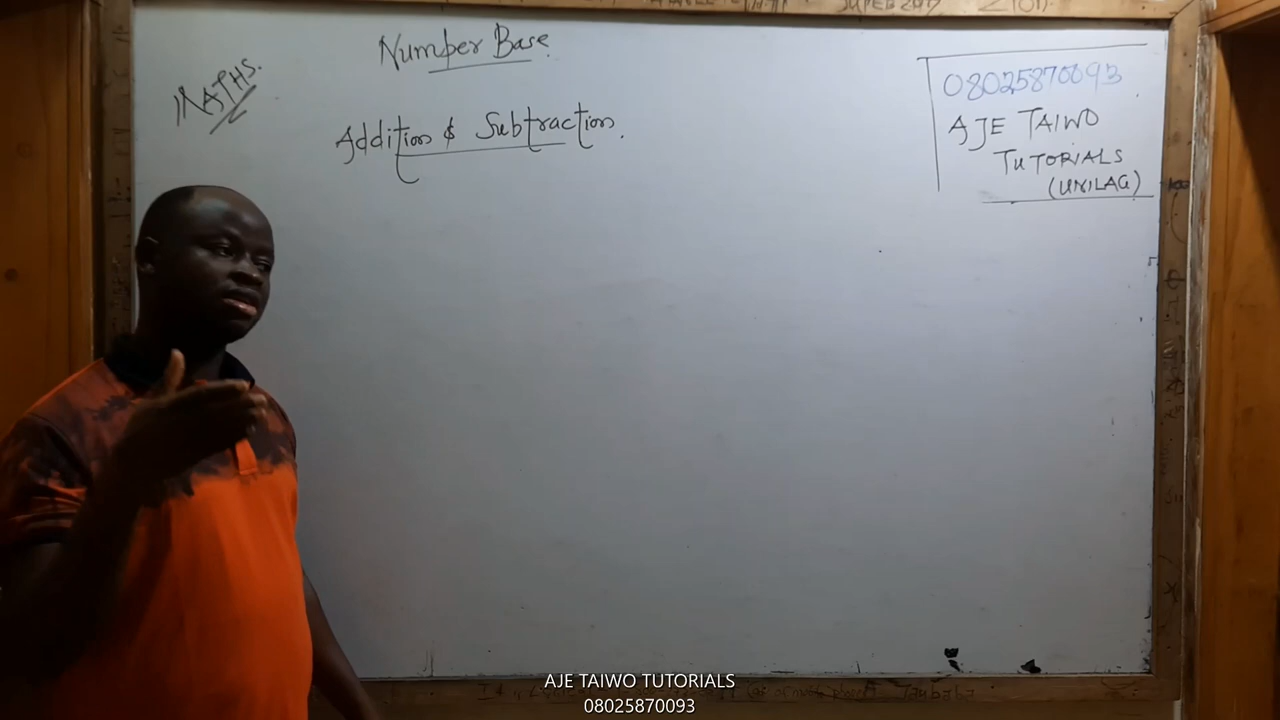 MATHS.
Number Base.
Addition & Subtraction.
08025870093
AJE TAIWO
TUTORIALS
(UNILAG)
AJE TAIWO TUTORIALS
08025870093